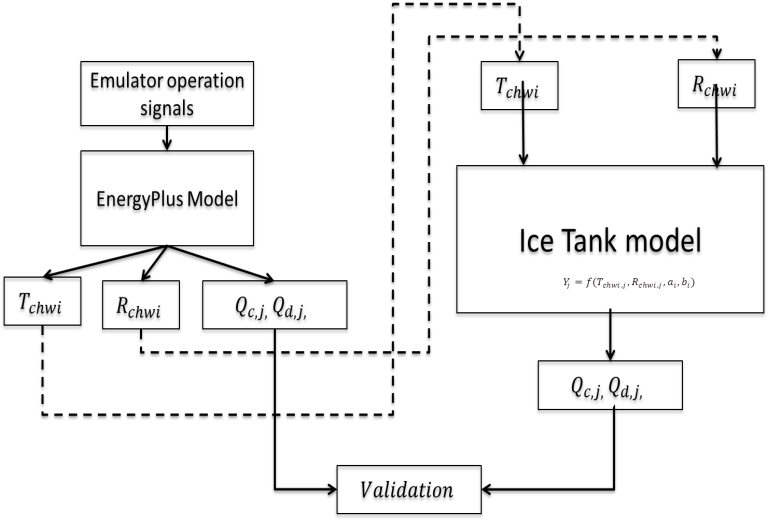 Emulator operation
signals
EnergyPlus Model
T_chwi
R_chwi
Q_c,j, Q_d,j,
T_chwi
R_chwi
Ice Tank model
Y_j = f(T_chwi,j, R_chwi,j, a_i, b_i)
Q_c,j, Q_d,j,
Validation